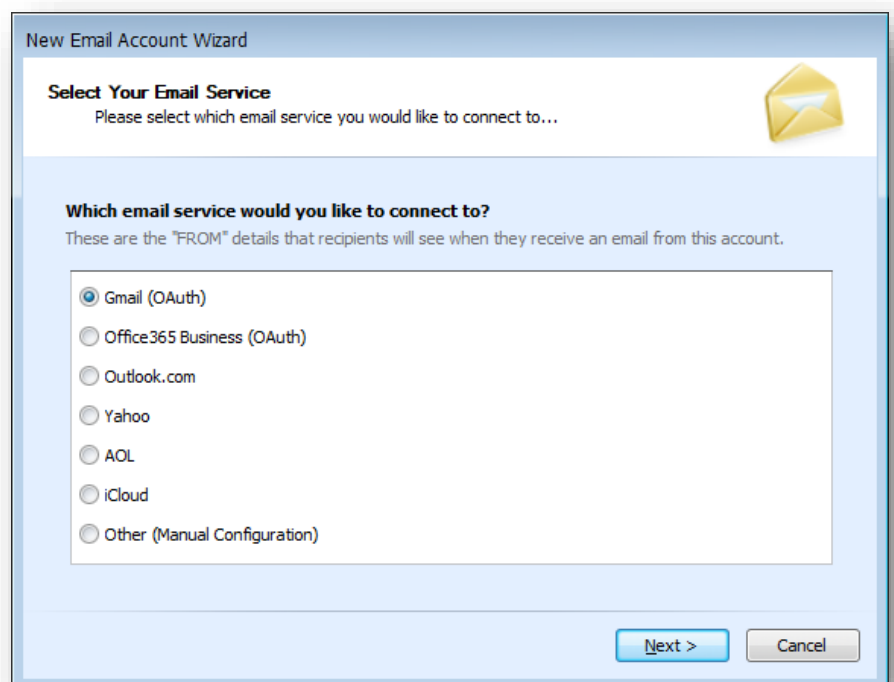 New Email Account Wizard
Select Your Email Service
Please select which email service you would like to connect to...
Which email service would you like to connect to?
These are the "FROM" details that recipients will see when they receive an email from this account.
Gmail (OAuth)
Office365 Business (OAuth)
Outlook.com
Yahoo
AOL
iCloud
Other (Manual Configuration)
Next >
Cancel